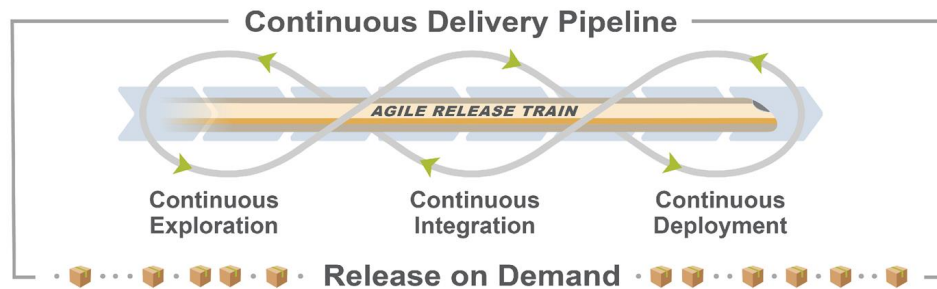 Continuous Delivery Pipeline
AGILE RELEASE TRAIN
Continuous
Exploration
Continuous
Integration
Continuous
Deployment
Release on Demand